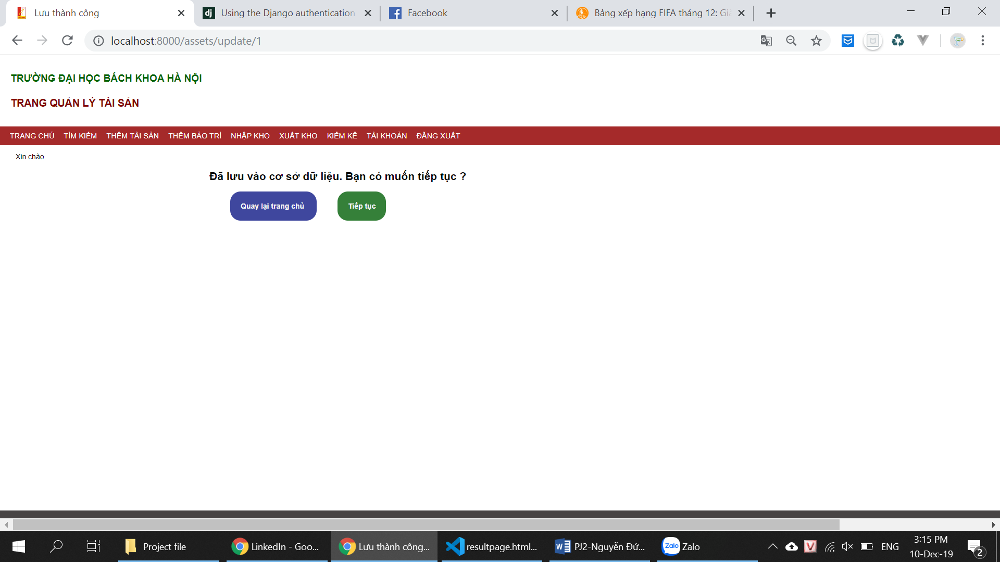 Lưu thành công
Using the Django authentication
Facebook
Bảng xếp hạng FIFA tháng 12: Giả
localhost:8000/assets/update/1
TRƯỜNG ĐẠI HỌC BÁCH KHOA HÀ NỘI
TRANG QUẢN LÝ TÀI SẢN
TRANG CHỦ TÌM KIẾM THÊM TÀI SẢN THÊM BẢO TRÌ NHẬP KHO XUẤT KHO KIỂM KÊ TÀI KHOẢN ĐĂNG XUẤT
Xin chào
Đã lưu vào cơ sở dữ liệu. Bạn có muốn tiếp tục ?
Quay lại trang chủ
Tiếp tục
Project file
LinkedIn - Goo...
Lưu thành công...
resultpage.html...
PJ2-Nguyễn Đứ...
Zalo
Zalo
ENG
3:15 PM
10-Dec-19
2